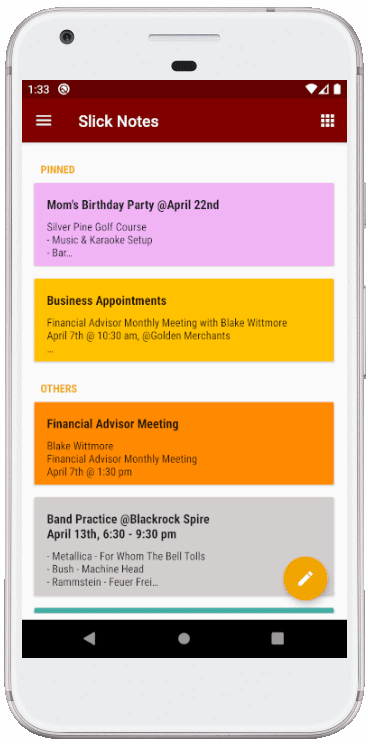 1:33
Slick Notes
PINNED
Mom's Birthday Party @April 22nd
Silver Pine Golf Course
- Music & Karaoke Setup
- Bar…
Business Appointments
Financial Advisor Monthly Meeting with Blake Wittmore
April 7th @ 10:30 am, @Golden Merchants
…
OTHERS
Financial Advisor Meeting
Blake Wittmore
Financial Advisor Monthly Meeting
April 7th @ 1:30 pm
Band Practice @Blackrock Spire
April 13th, 6:30 - 9:30 pm
- Metallica - For Whom The Bell Tolls
- Bush - Machine Head
- Rammstein - Feuer Frei…